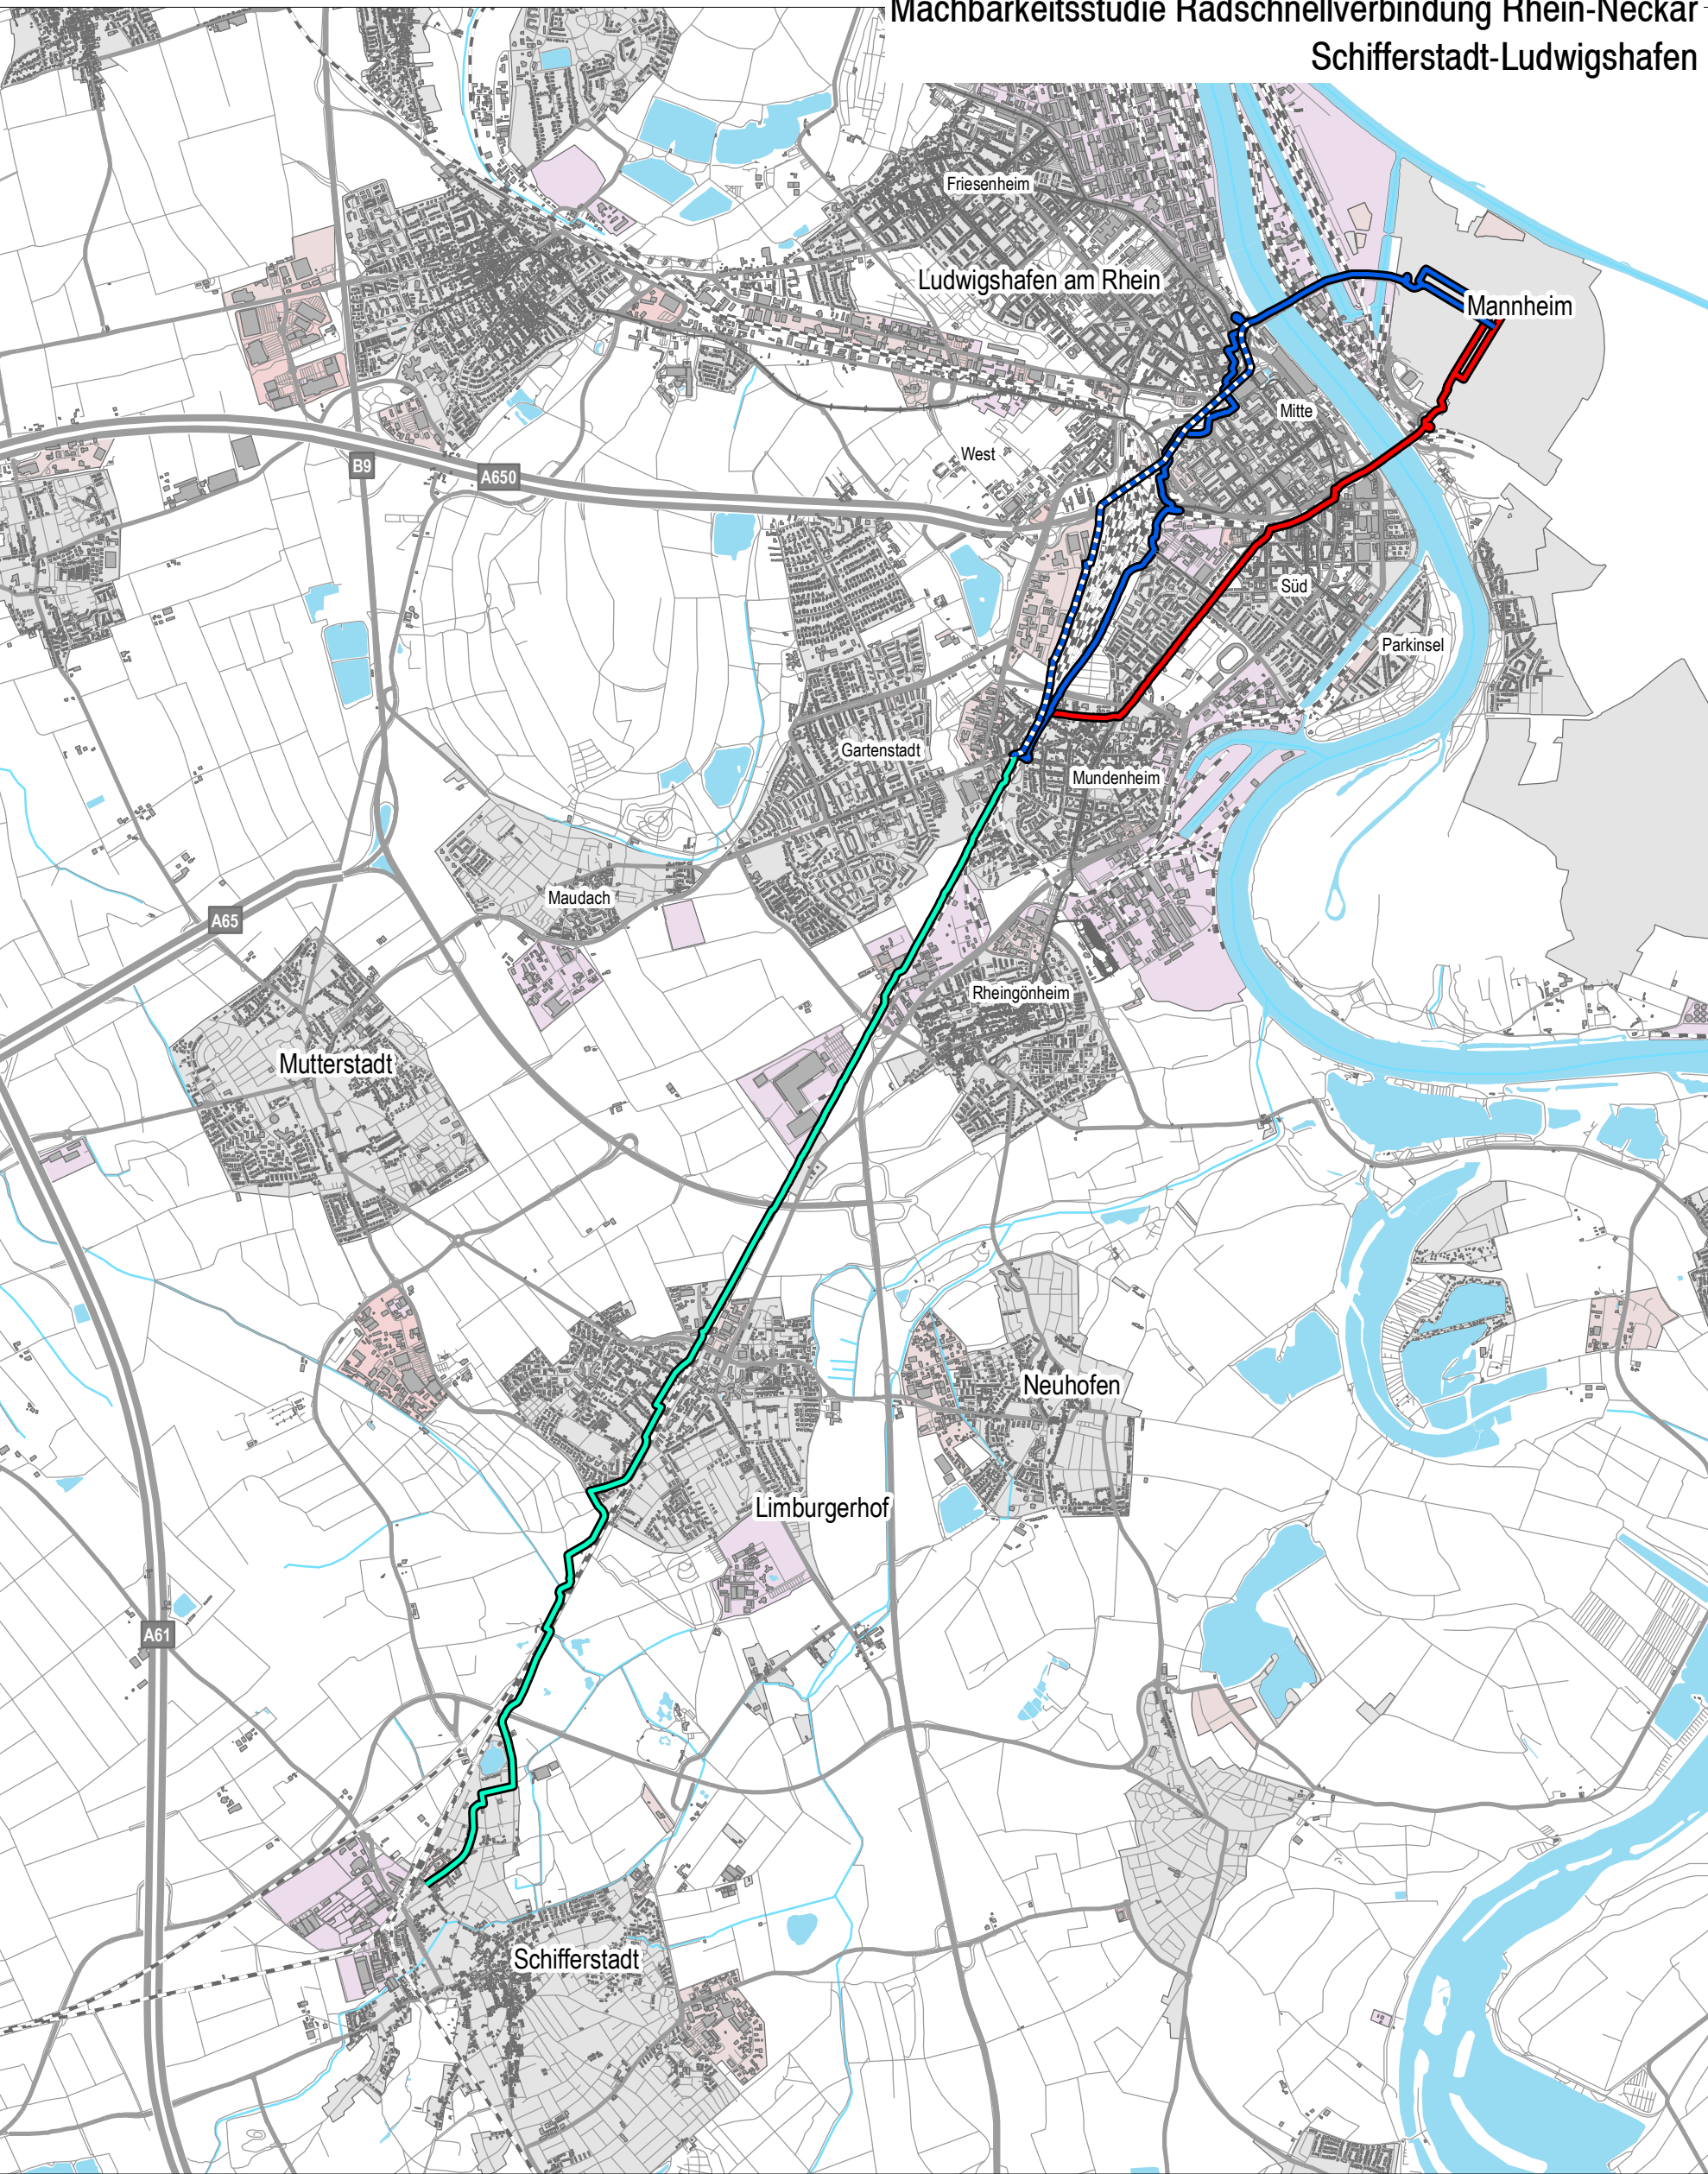 Machbarkeitsstudie Radschnellverbindung Rhein-Neckar
Schifferstadt-Ludwigshafen
Friesenheim
Ludwigshafen am Rhein
Mannheim
Mitte
West
B9
A650
Süd
Parkinsel
Gartenstadt
Mundenheim
Maudach
A65
Rheingönheim
Mutterstadt
Neuhofen
Limburgerhof
A61
Schifferstadt